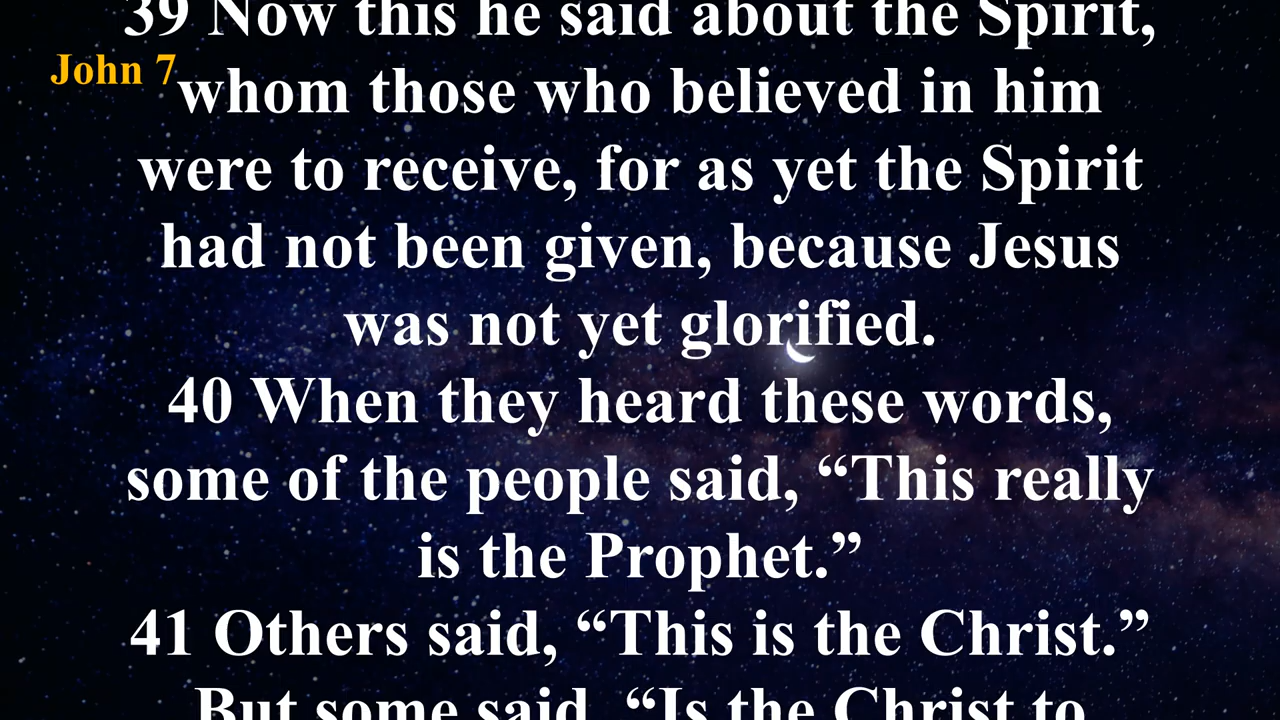 39 Now this he said about the Spirit,
John 7
whom those who believed in him
were to receive, for as yet the Spirit
had not been given, because Jesus
was not yet glorified.
40 When they heard these words,
some of the people said, “This really
is the Prophet.”
41 Others said, “This is the Christ.”
But some said, “Is the Christ to